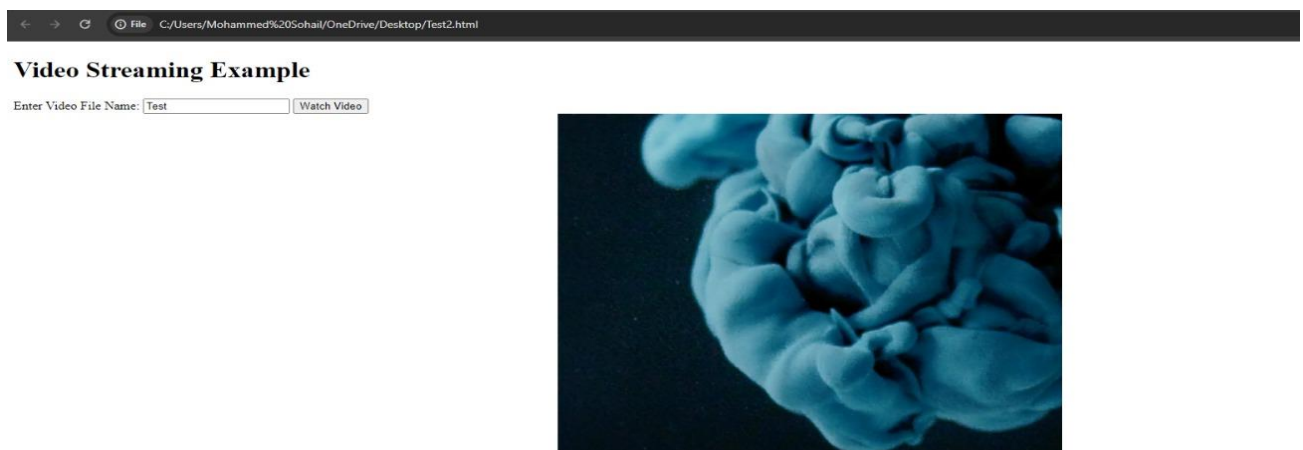 File C:/Users/Mohammed%20Sohail/OneDrive/Desktop/Test2.html
Video Streaming Example
Enter Video File Name: Test Watch Video